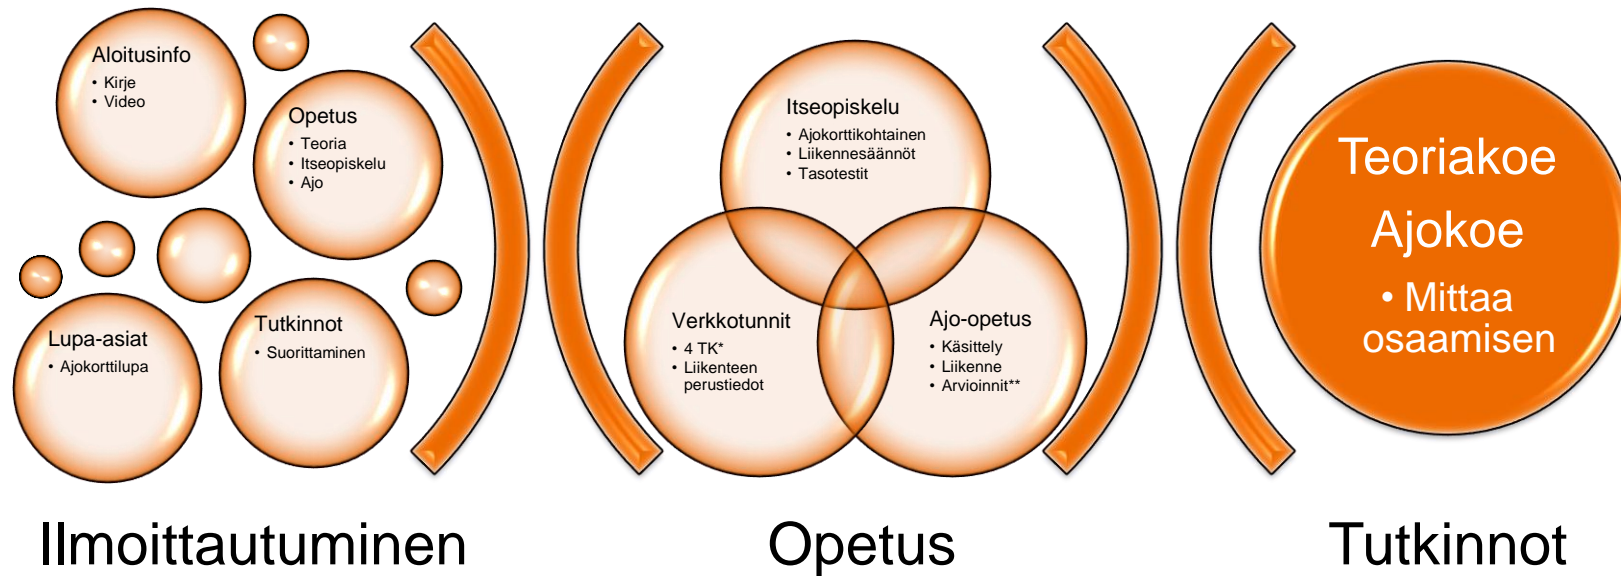 Aloitusinfo
• Kirje
• Video
Opetus
• Teoria
• Itseopiskelu
• Ajo
Lupa-asiat
• Ajokorttilupa
Tutkinnot
• Suorittaminen
Ilmoittautuminen
Itseopiskelu
• Ajokorttikohtainen
• Liikennesäännöt
• Tasotestit
Verkkotunnit
• 4 TK*
• Liikenteen
perustiedot
Ajo-opetus
• Käsittely
• Liikenne
• Arvioinnit**
Opetus
Teoriakoe
Ajokoe
• Mittaa
osaamisen
Tutkinnot